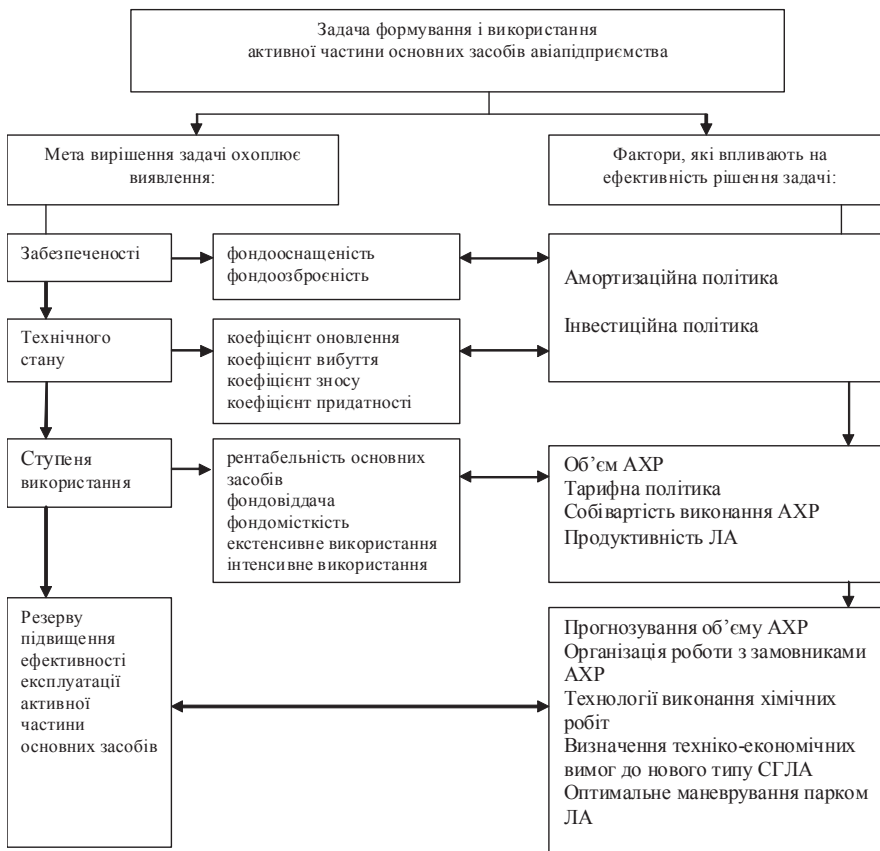 Задача формування і використання
активної частини основних засобів авіапідприємства
Мета вирішення задачі охоплює
виявлення:
Фактори, які впливають на
ефективність рішення задачі:
Забезпеченості
фондооснащеність
фондоозброєність
Амортизаційна політика
Інвестиційна політика
Технічного
стану
коефіцієнт оновлення
коефіцієнт вибуття
коефіцієнт зносу
коефіцієнт придатності
Ступеня
використання
рентабельність основних
засобів
фондовіддача
фондомісткість
екстенсивне використання
інтенсивне використання
Об’єм АХР
Тарифна політика
Собівартість виконання АХР
Продуктивність ЛА
Резерву
підвищення
ефективності
експлуатації
активної
частини
основних засобів
Прогнозування об’єму АХР
Організація роботи з замовниками
АХР
Технології виконання хімічних
робіт
Визначення техніко-економічних
вимог до нового типу СГЛА
Оптимальне маневрування парком
ЛА